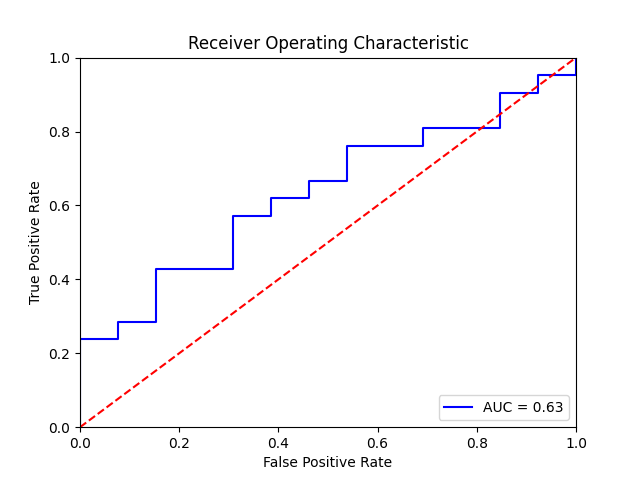 Receiver Operating Characteristic
True Positive Rate
1.0
0.8
0.6
0.4
0.2
0.0
AUC = 0.63
0.0 0.2 0.4 0.6 0.8 1.0
False Positive Rate